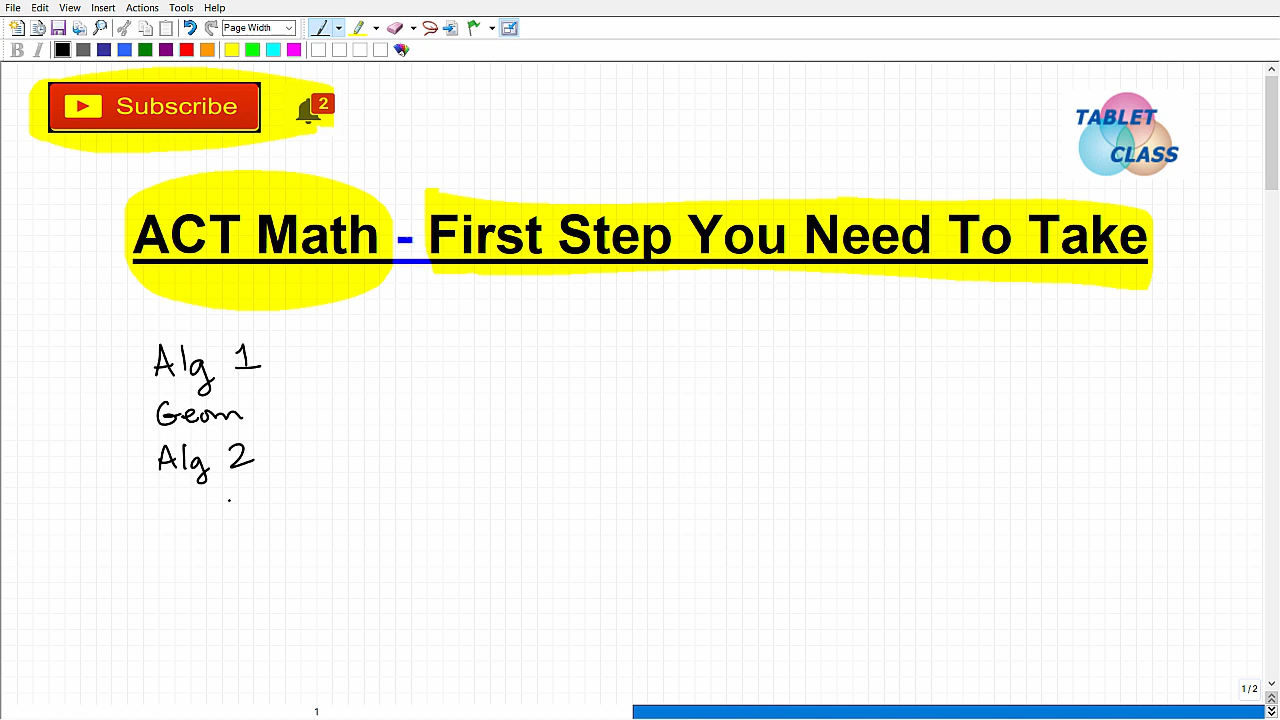 File Edit View Insert Actions Tools Help
Page Width
B I
Subscribe 2
TABLET CLASS
ACT Math - First Step You Need To Take
Alg 1
Geom
Alg 2
1/2
1